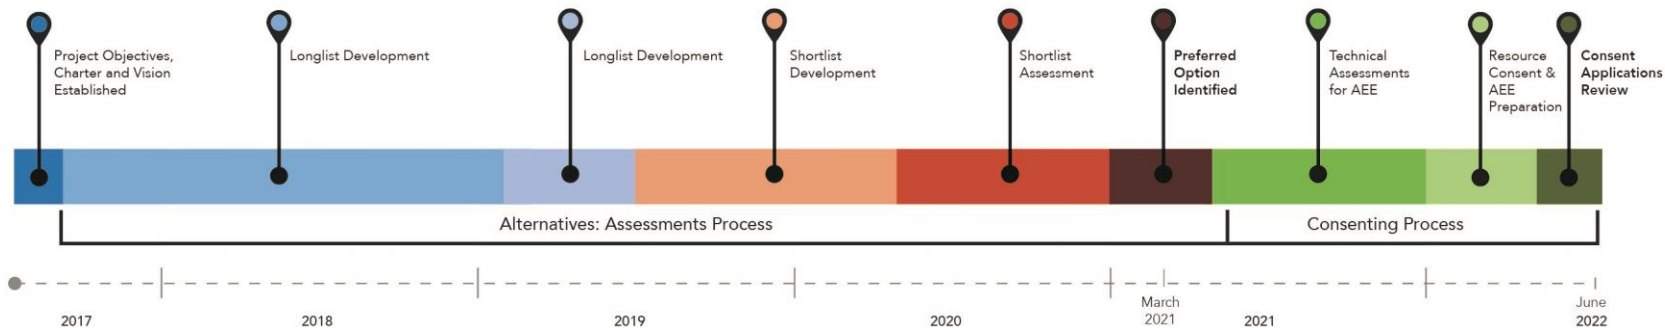 Project Objectives,
Charter and Vision
Established
Longlist Development
Longlist Development
Shortlist
Development
Shortlist
Assessment
Preferred
Option
Identified
Technical
Assessments
for AEE
Resource
Consent &
AEE
Preparation
Consent
Applications
Review
Alternatives: Assessments Process
Consenting Process
2017
2018
2019
2020
March
2021
2021
June
2022